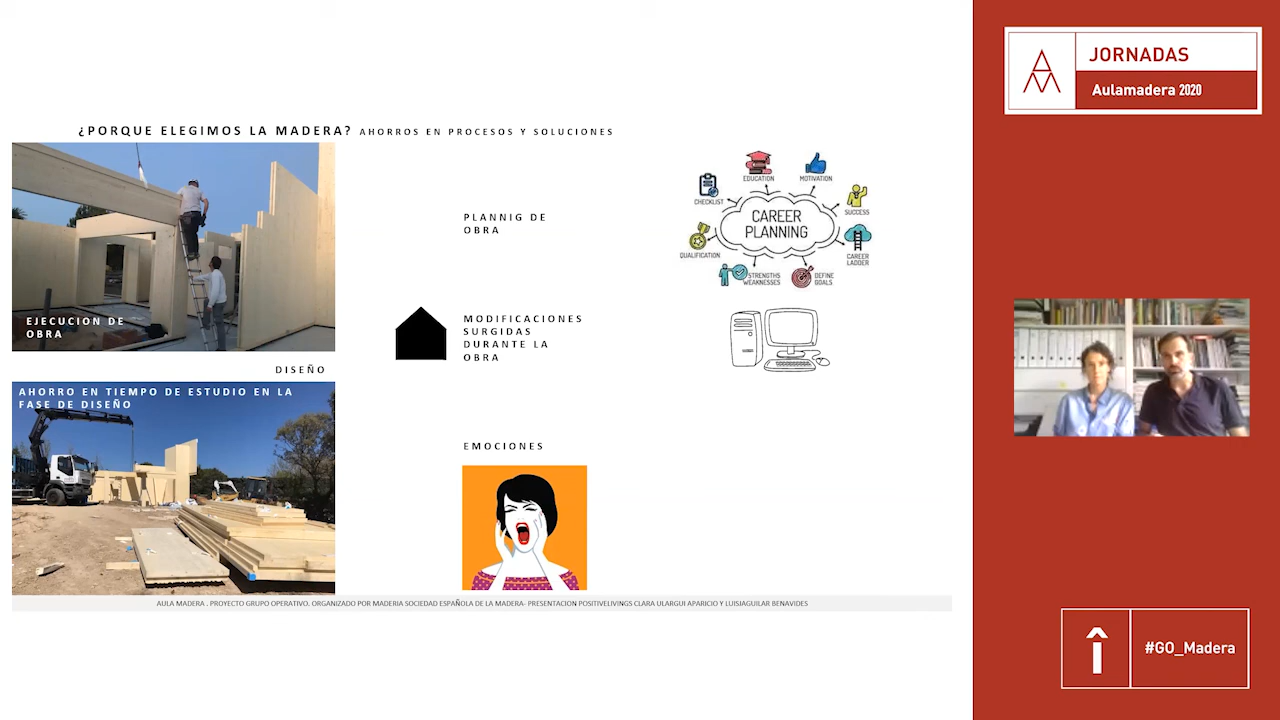 ¿PORQUE ELEGIMOS LA MADERA? AHORROS EN PROCESOS Y SOLUCIONES
EJECUCION DE
OBRA
DISEÑO
AHORRO EN TIEMPO DE ESTUDIO EN LA
FASE DE DISEÑO
PLANNIG DE
OBRA
MODIFICACIONES
SURGIDAS
DURANTE LA
OBRA
EMOCIONES
EDUCATION
MOTIVATION
CHECKLIST
SUCCESS
CAREER
PLANNING
QUALIFICATION
CAREER
LADDER
STRENGTHS
WEAKNESSES
DEFINE
GOALS
AULA MADERA . PROYECTO GRUPO OPERATIVO. ORGANIZADO POR MADERIA SOCIEDAD ESPAÑOLA DE LA MADERA- PRESENTACION POSITIVELIVINGS CLARA ULARGUI APARICIO Y LUISJAGUILAR BENAVIDES
JORNADAS
Aulamadera 2020
#GO_Madera